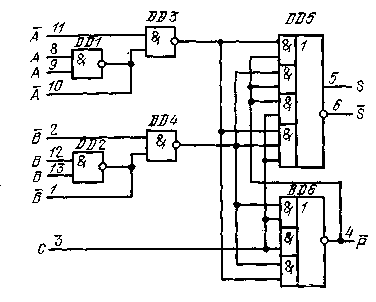 DD3
DD5
Ā 11
A 8 DD1
A 9 &
Ā 10
&
& 1
&
&
&
5 S
6 S̄
B̄ 2
DD4
B 12 DD2
B 13 &
B̄ 1
&
DD6
C 3
& 1
&
&
4 P̄